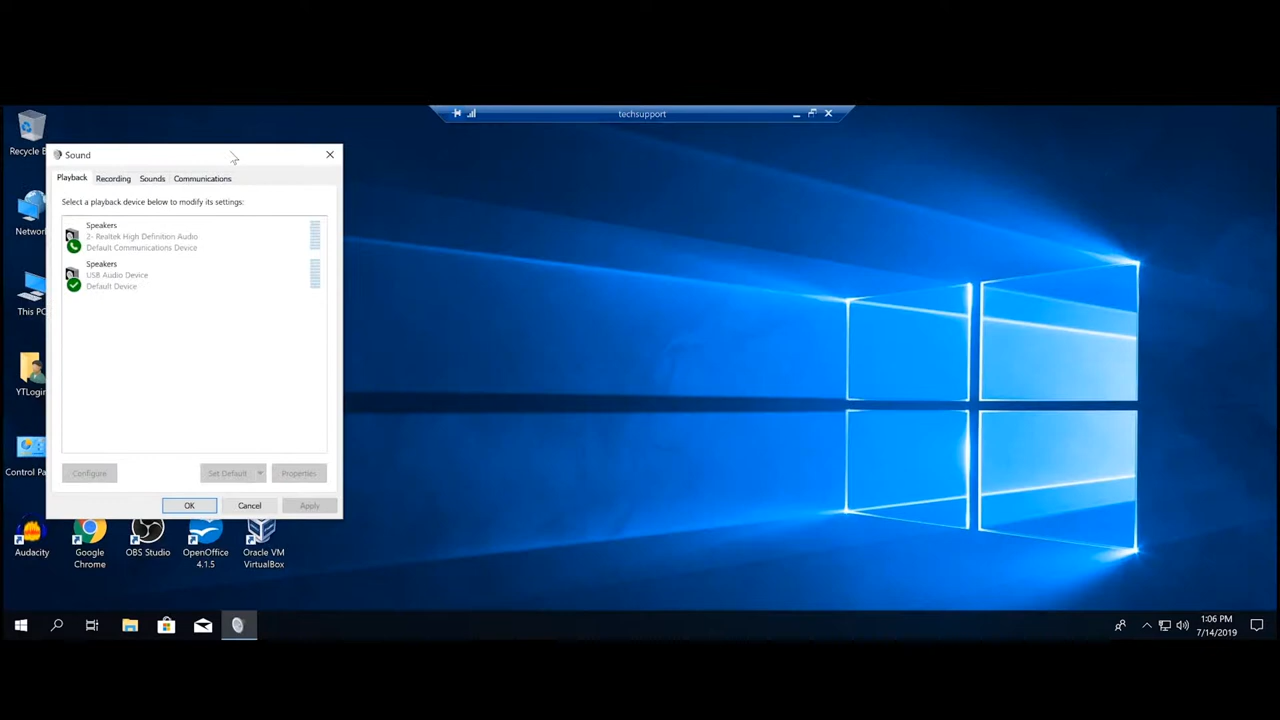 techsupport
Recycle B
Sound
Playback
Recording
Sounds
Communications
Select a playback device below to modify its settings:
Speakers
2- Realtek High Definition Audio
Default Communications Device
Speakers
USB Audio Device
Default Device
Configure
Set Default
Properties
OK
Cancel
Apply
Network
This PC
YTLogin
Control Pa
Audacity
Google
Chrome
OBS Studio
OpenOffice
4.1.5
Oracle VM
VirtualBox
1:06 PM
7/14/2019